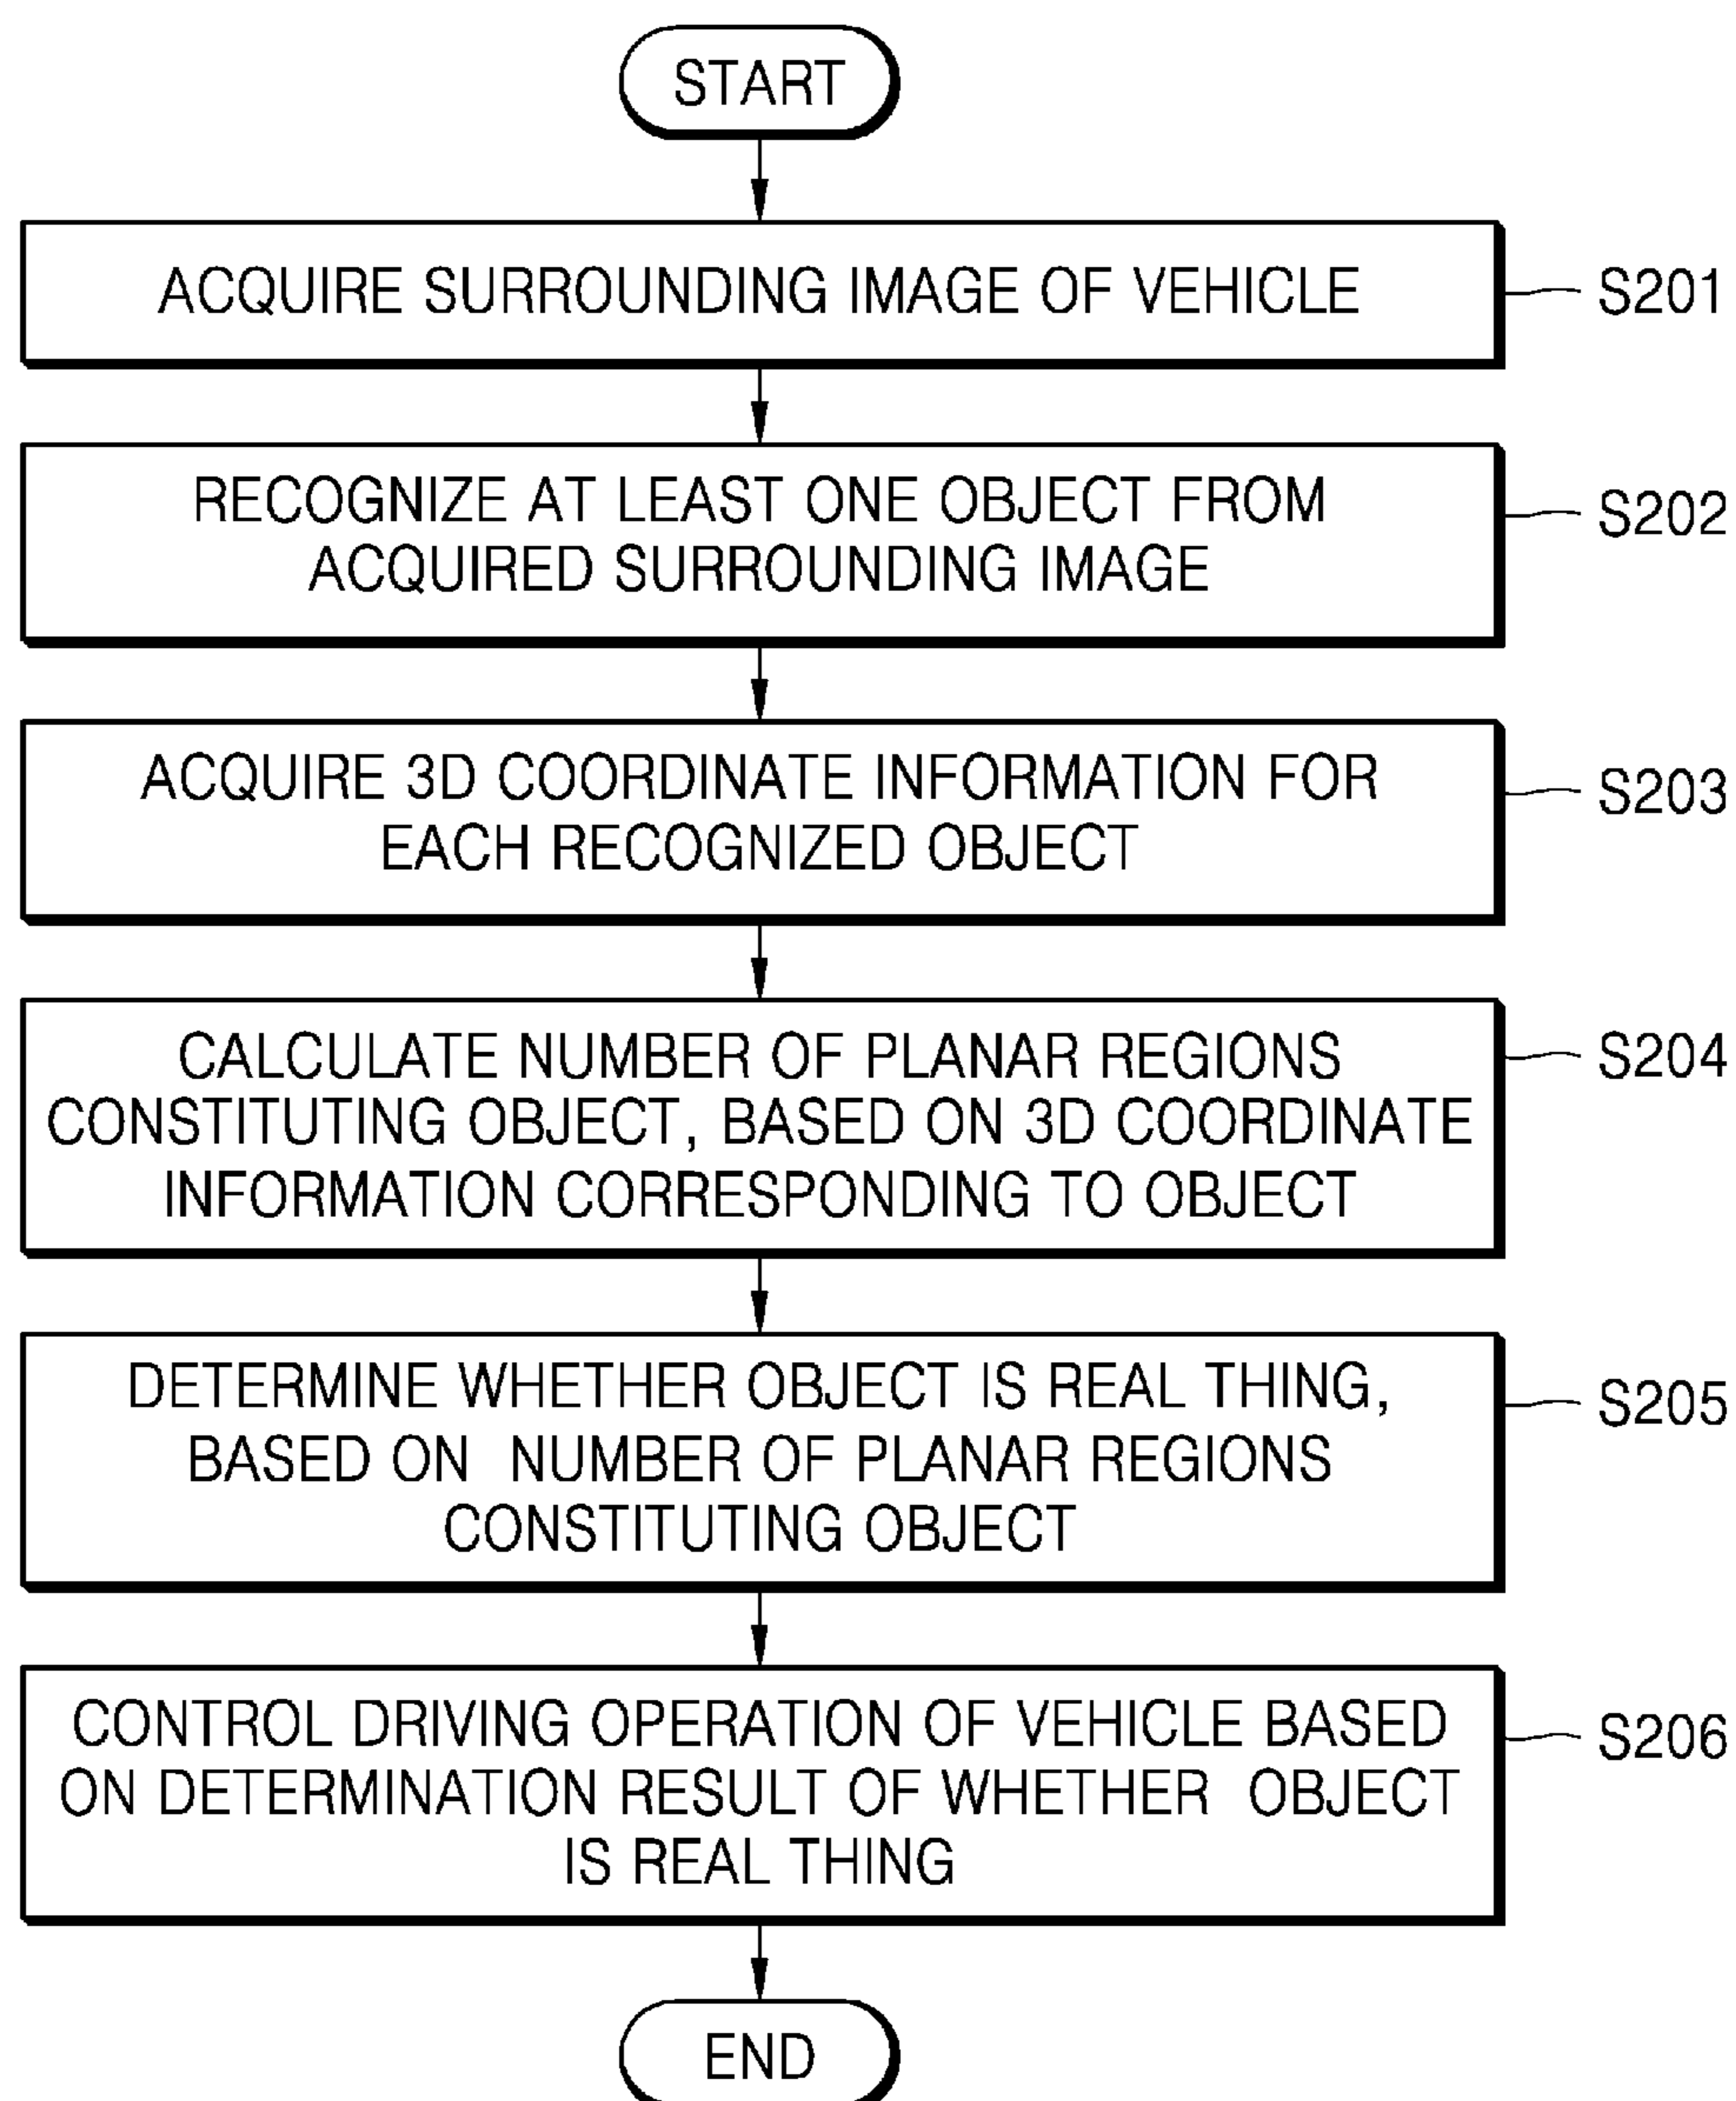 START
ACQUIRE SURROUNDING IMAGE OF VEHICLE
S201
RECOGNIZE AT LEAST ONE OBJECT FROM
ACQUIRED SURROUNDING IMAGE
S202
ACQUIRE 3D COORDINATE INFORMATION FOR
EACH RECOGNIZED OBJECT
S203
CALCULATE NUMBER OF PLANAR REGIONS
CONSTITUTING OBJECT, BASED ON 3D COORDINATE
INFORMATION CORRESPONDING TO OBJECT
S204
DETERMINE WHETHER OBJECT IS REAL THING,
BASED ON NUMBER OF PLANAR REGIONS
CONSTITUTING OBJECT
S205
CONTROL DRIVING OPERATION OF VEHICLE BASED
ON DETERMINATION RESULT OF WHETHER OBJECT
IS REAL THING
S206
END